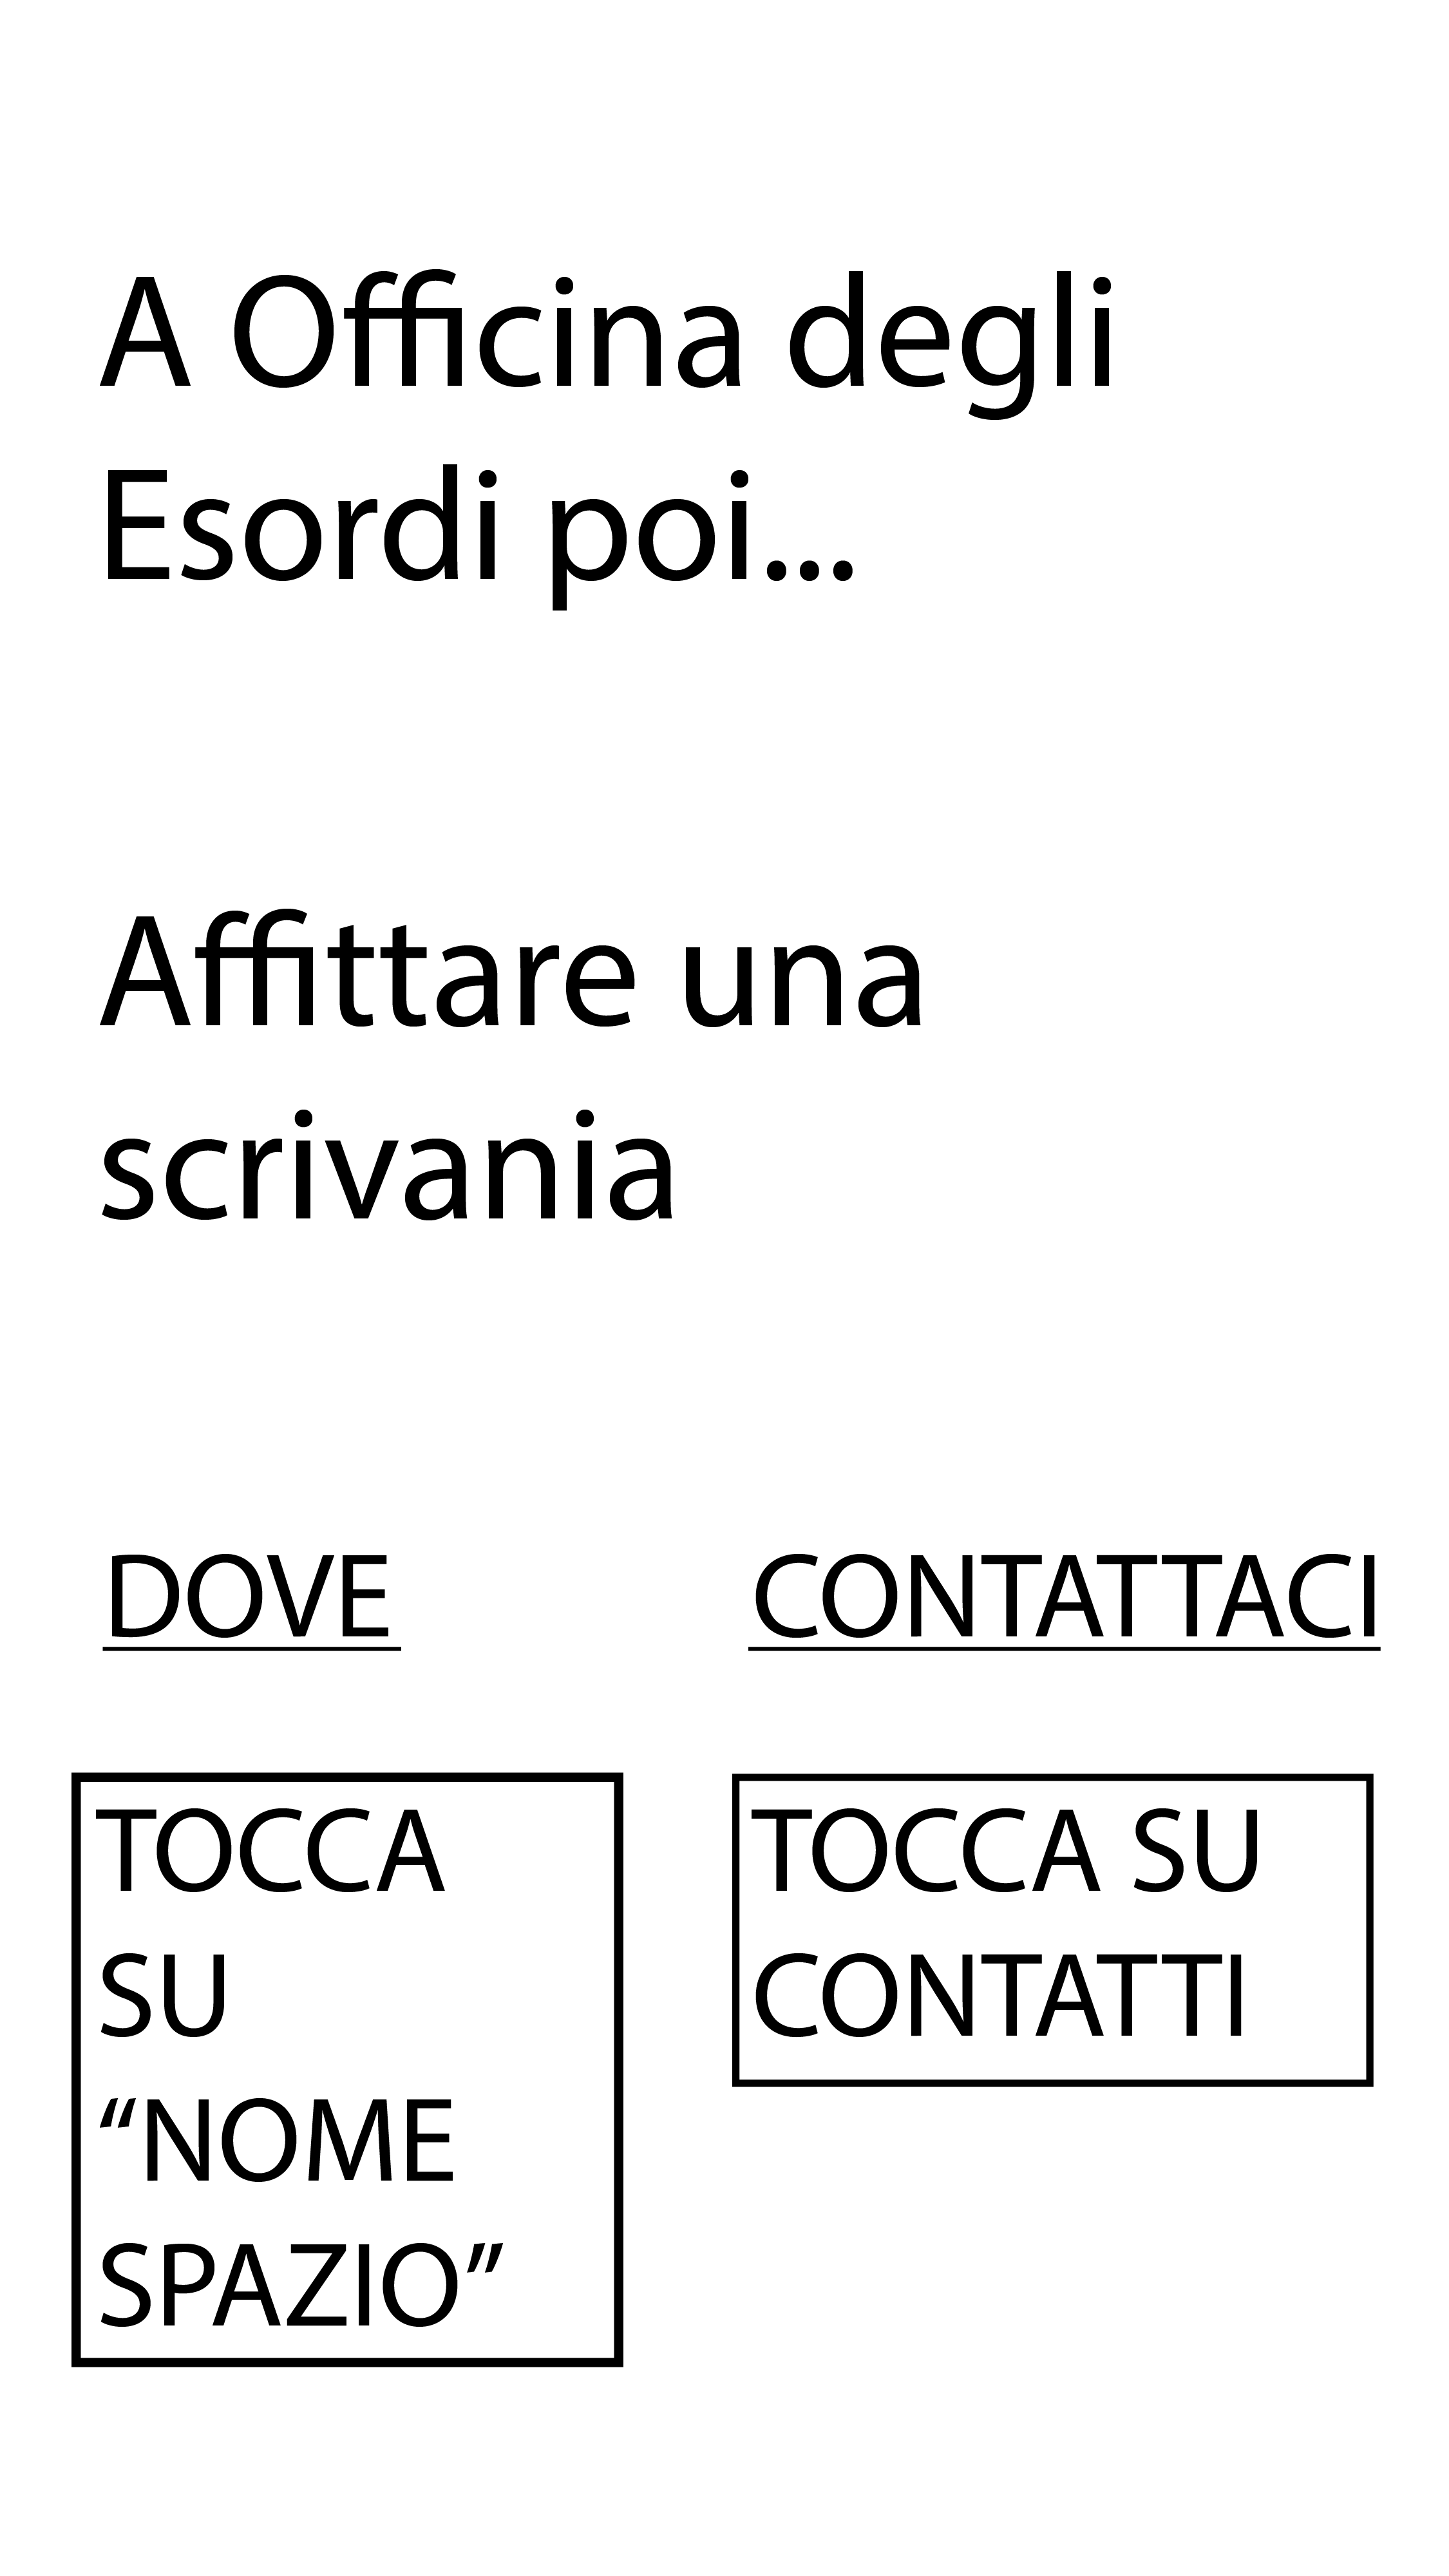 A Officina degli
Esordi poi...
Affittare una
scrivania
DOVE
CONTATTACI
TOCCA
SU
“NOME
SPAZIO”
TOCCA SU
CONTATTI